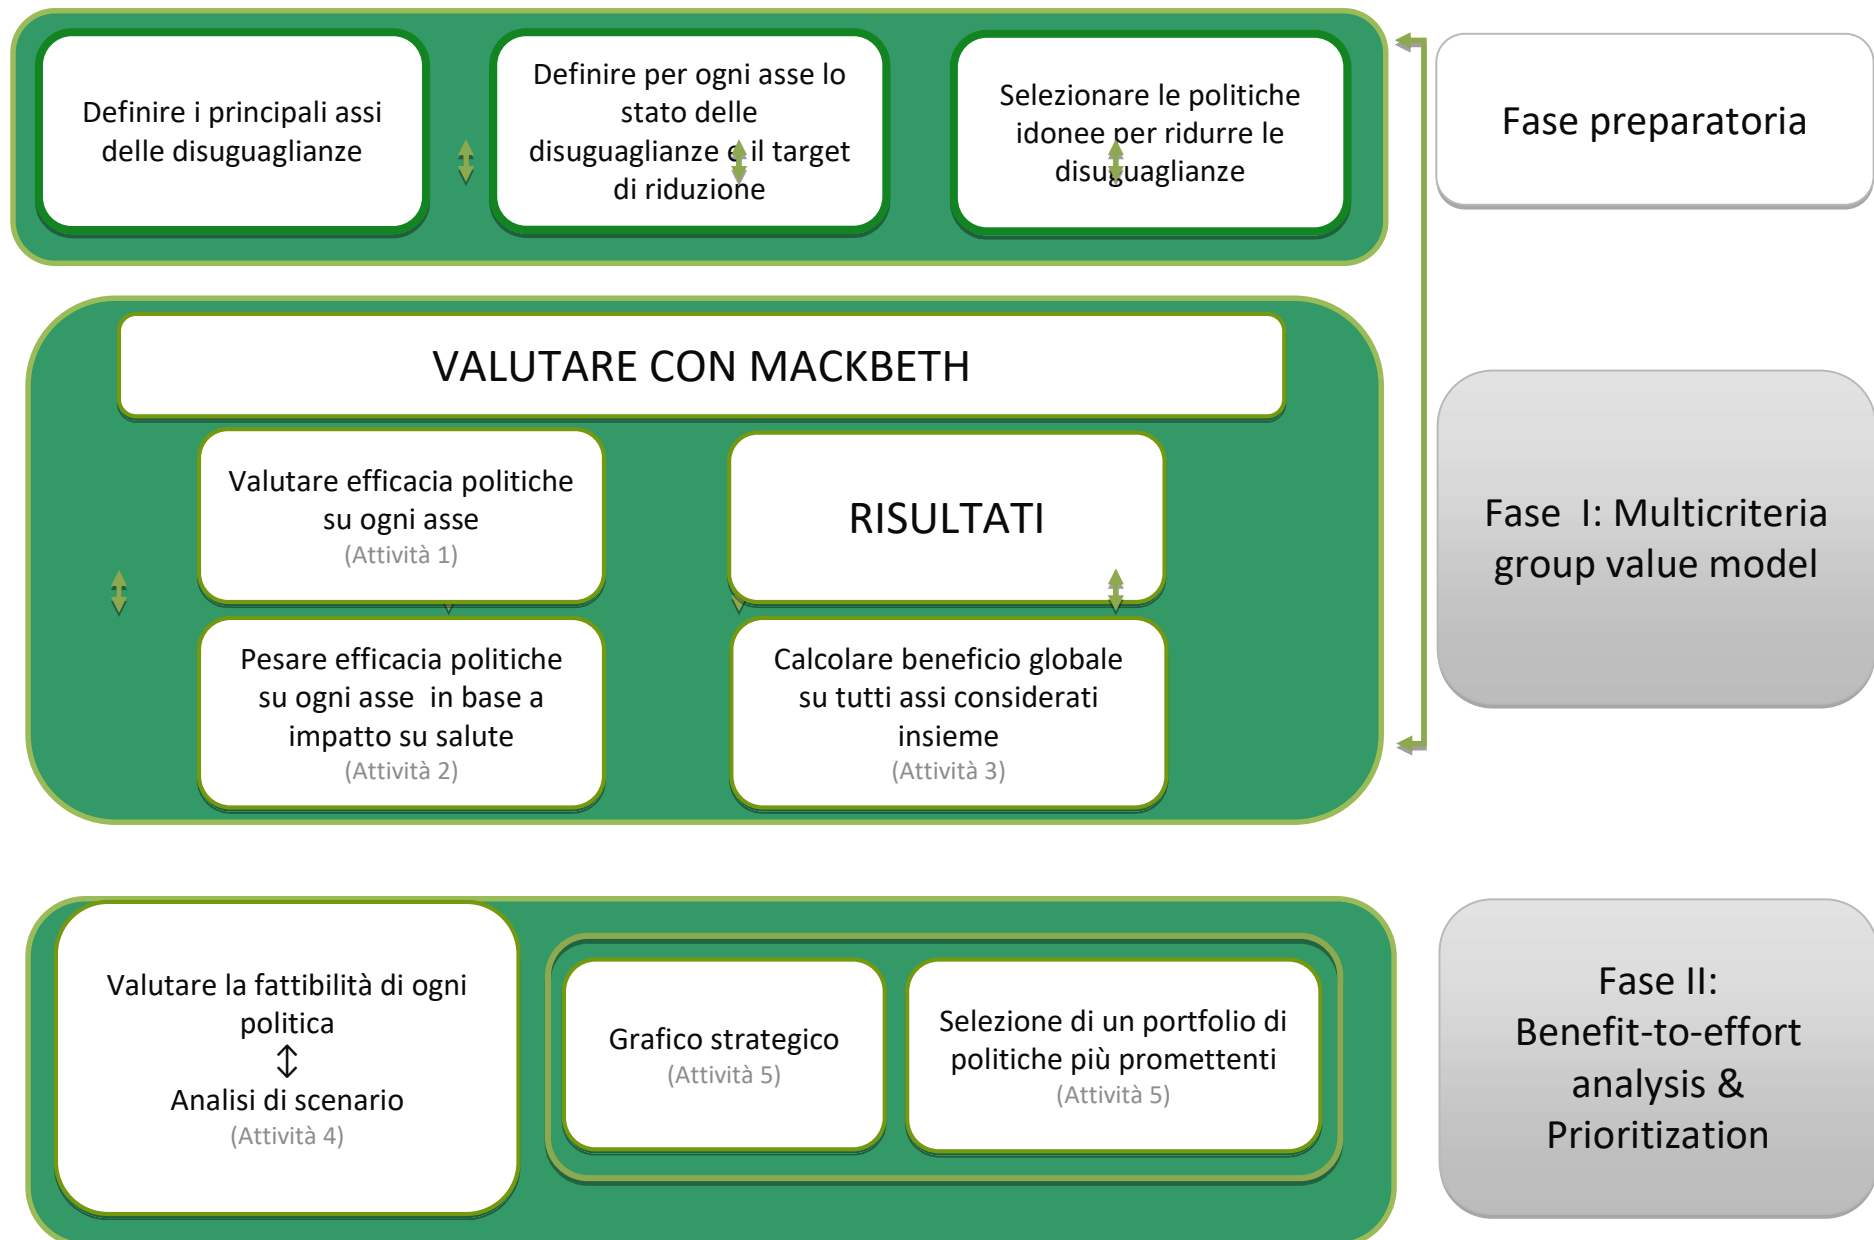 Definire i principali assi
delle disuguaglianze
Definire per ogni asse lo
stato delle
disuguaglianze e il target
di riduzione
Selezionare le politiche
idonee per ridurre le
disuguaglianze
Fase preparatoria
VALUTARE CON MACKBETH
Valutare efficacia politiche
su ogni asse
(Attività 1)
RISULTATI
Pesare efficacia politiche
su ogni asse in base a
impatto su salute
(Attività 2)
Calcolare beneficio globale
su tutti assi considerati
insieme
(Attività 3)
Fase I: Multicriteria
group value model
Valutare la fattibilità di ogni
politica
↕
Analisi di scenario
(Attività 4)
Grafico strategico
(Attività 5)
Selezione di un portfolio di
politiche più promettenti
(Attività 5)
Fase II:
Benefit-to-effort
analysis &
Prioritization